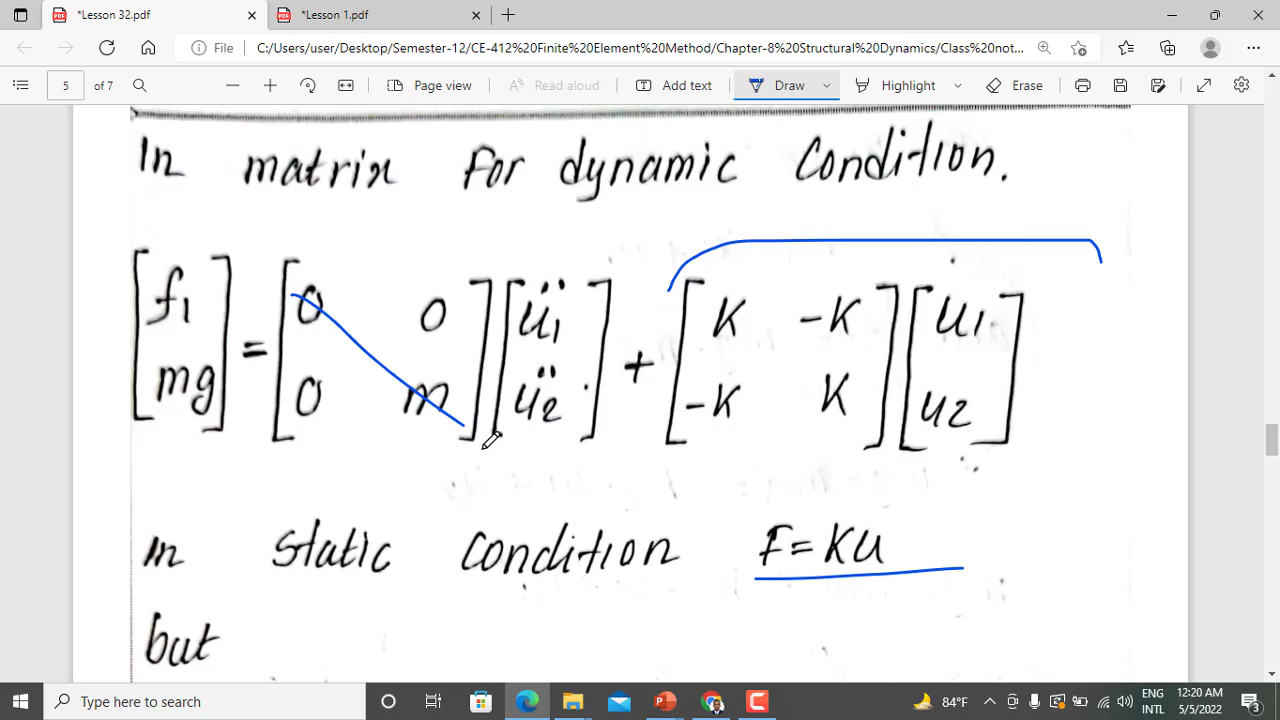 *Lesson 32.pdf
*Lesson 1.pdf
File C:/Users/user/Desktop/Semester-12/CE-412%20Finite%20Element%20Method/Chapter-8%20Structural%20Dynamics/Class%20not...
5 of 7 Page view Read aloud Add text Draw Highlight Erase
In matrix For dynamic Condition.
[f1 mg] = [0 0 0 m] [ü1 ü2] + [K -K -K K] [u1 u2]
In static Condition F=KU
but
Type here to search
84°F
ENG 12:20 AM
INTL 5/5/2022
3